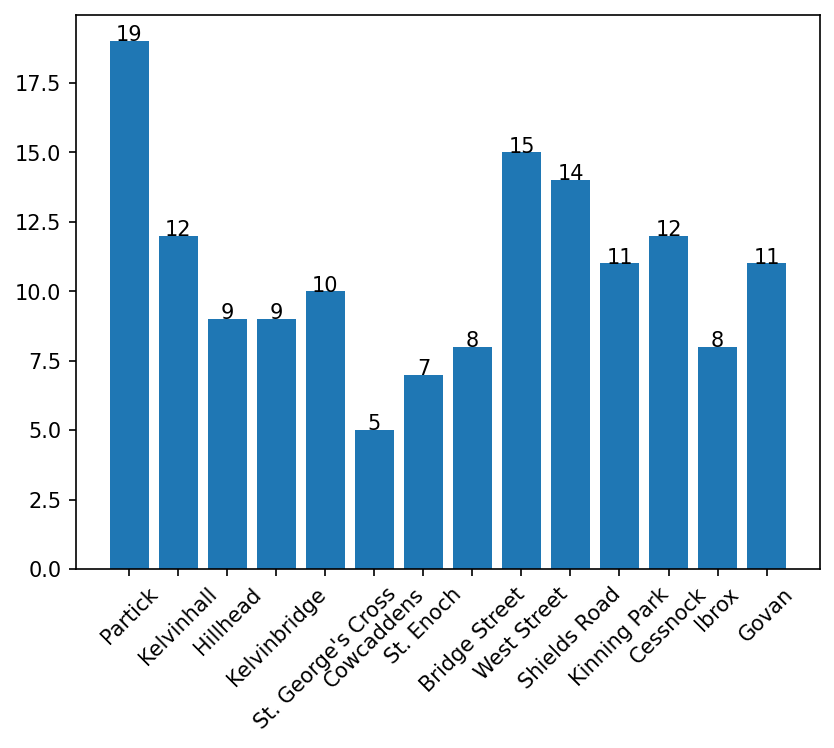 19
17.5
15
15.0
14
12
12
12.5
11
11
10
10.0
9
9
8
8
7.5
7
5
5.0
2.5
0.0
Partick
Kelvinhall
Hillhead
Kelvinbridge
St. George's Cross
Cowcaddens
St. Enoch
Bridge Street
West Street
Shields Road
Kinning Park
Cessnock
Ibrox
Govan